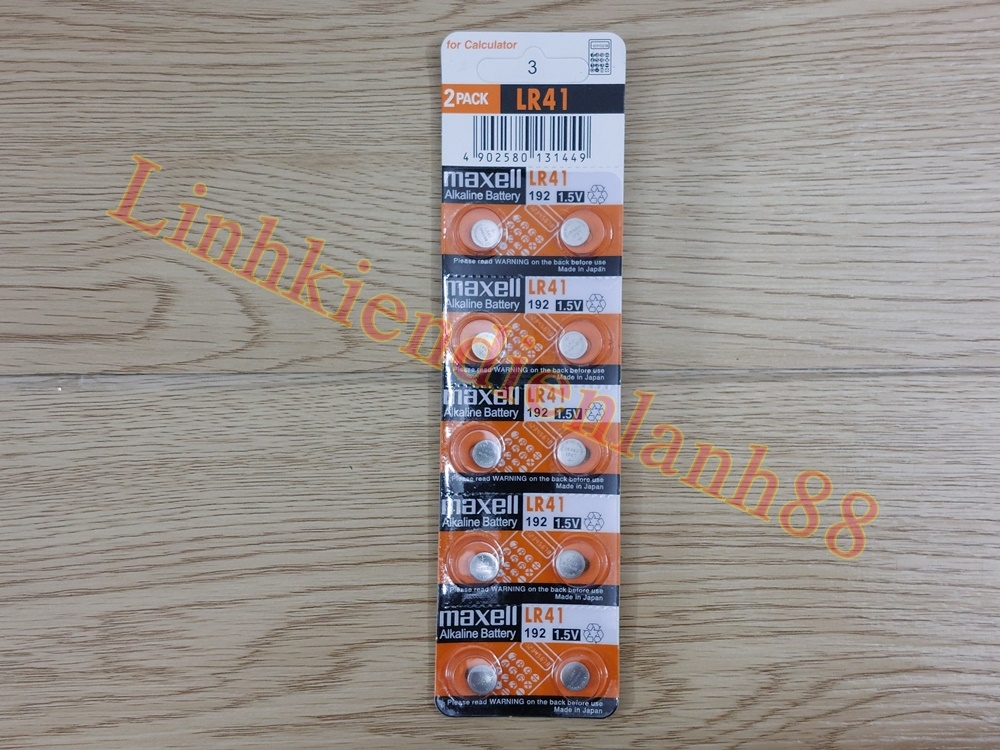 for Calculator
3
2 PACK LR41
4 902580 131449
maxell LR41
Alkaline Battery 192 1.5V
Please read WARNING on the back before use
Made in Japan
maxell LR41
Alkaline Battery 192 1.5V
Please read WARNING on the back before use
Made in Japan
maxell LR41
Alkaline Battery 192 1.5V
Please read WARNING on the back before use
Made in Japan
maxell LR41
Alkaline Battery 192 1.5V
Please read WARNING on the back before use
Made in Japan
maxell LR41
Alkaline Battery 192 1.5V
Please read WARNING on the back before use
Made in Japan
Linhkiendienlanh88